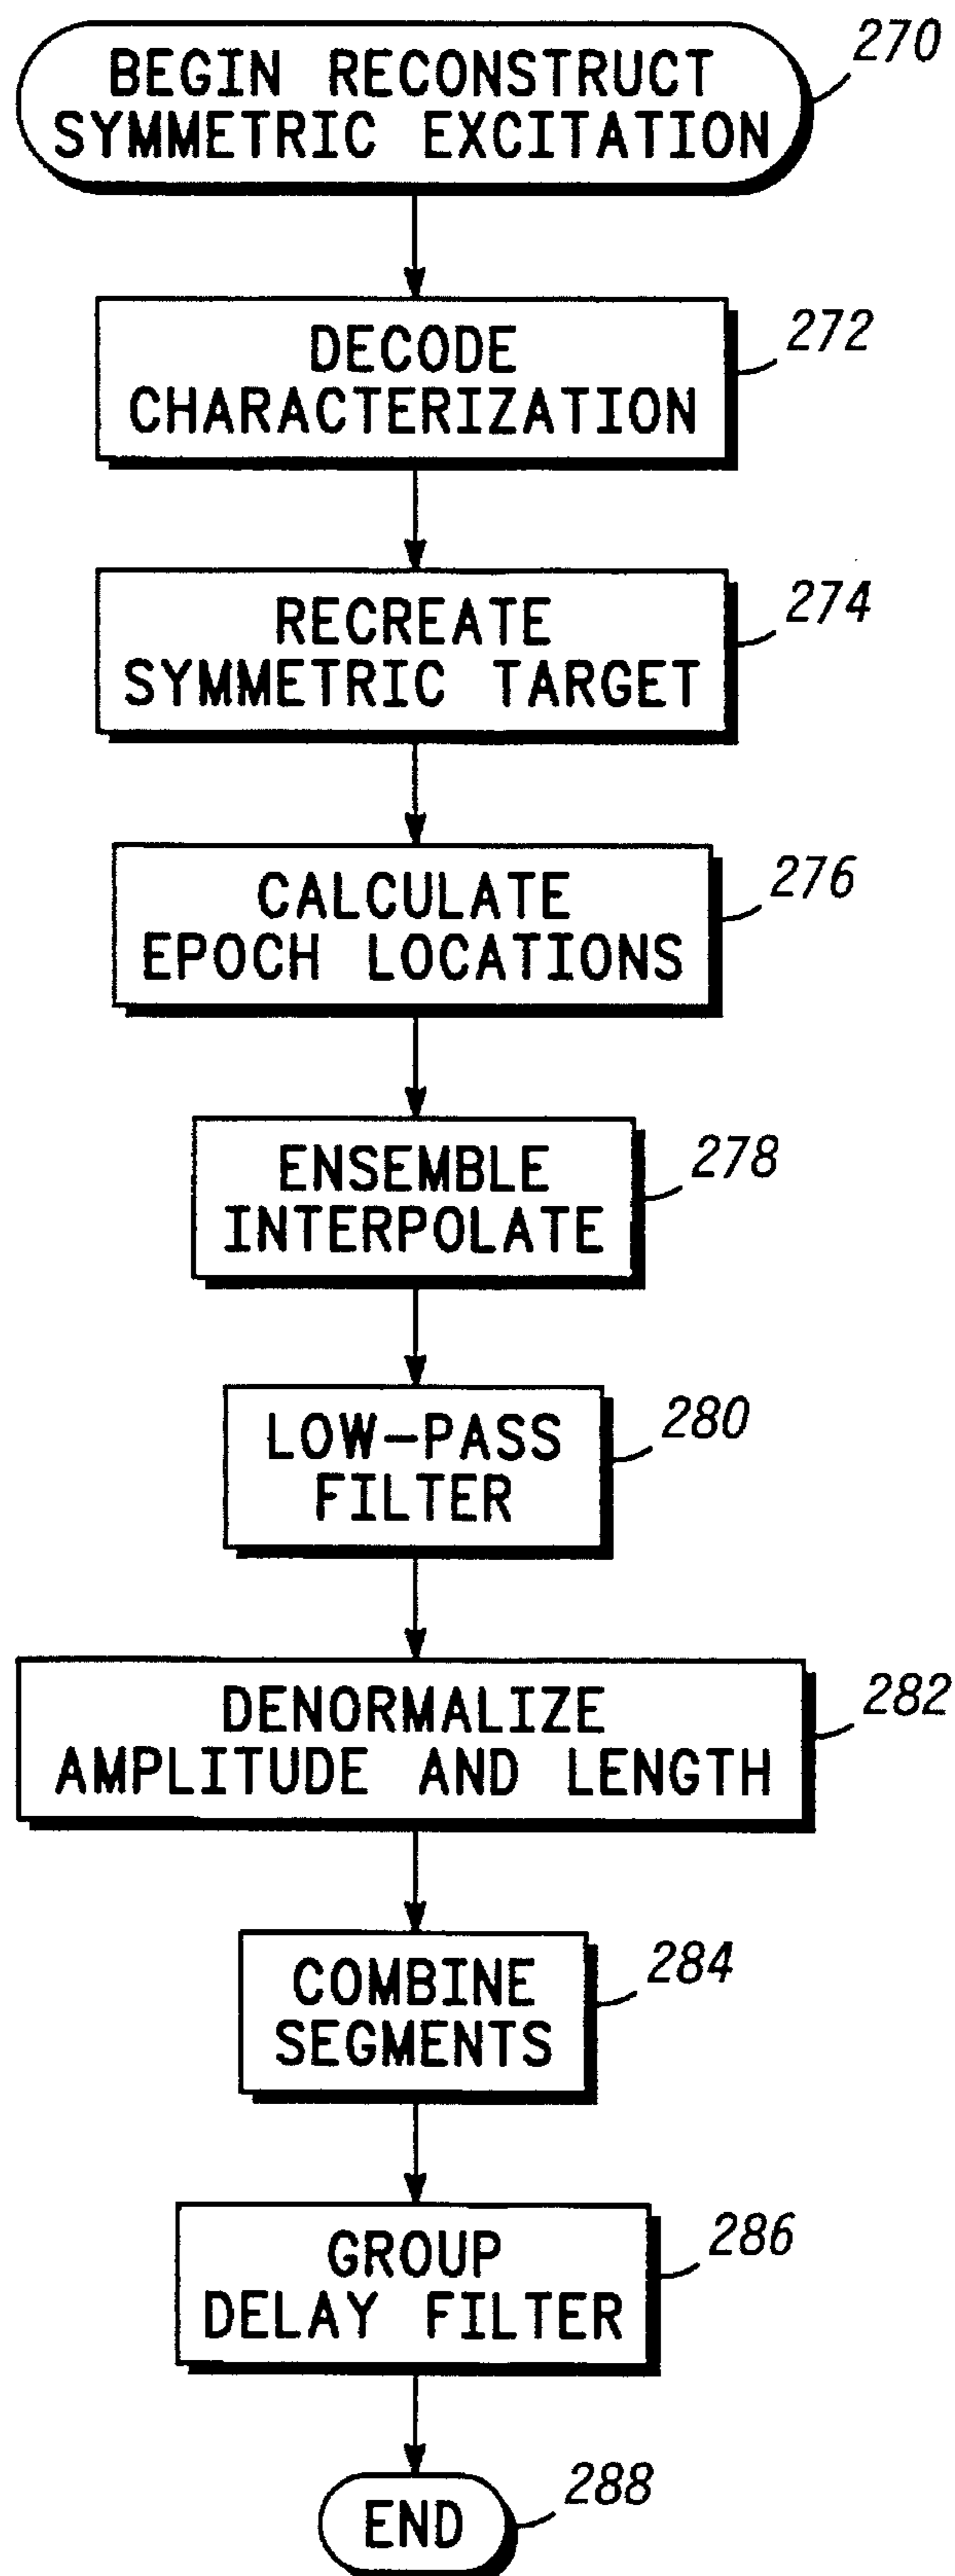 BEGIN RECONSTRUCT
SYMMETRIC EXCITATION
270
DECODE
CHARACTERIZATION
272
RECREATE
SYMMETRIC TARGET
274
CALCULATE
EPOCH LOCATIONS
276
ENSEMBLE
INTERPOLATE
278
LOW-PASS
FILTER
280
DENORMALIZE
AMPLITUDE AND LENGTH
282
COMBINE
SEGMENTS
284
GROUP
DELAY FILTER
286
END
288